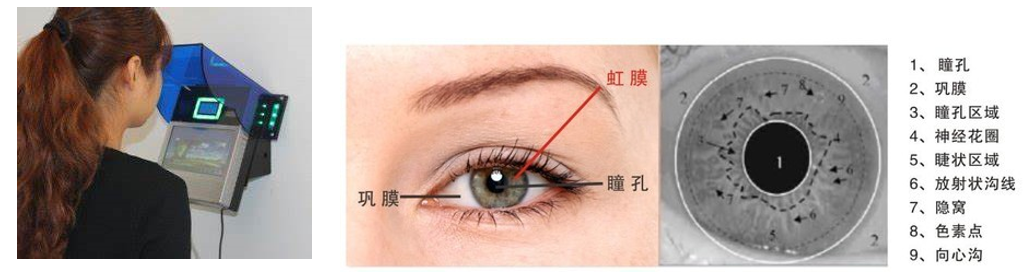 虹膜
巩膜
瞳孔
2
7
8
9
2
4
4
1
6
7
6
5
2
1、瞳孔
2、巩膜
3、瞳孔区域
4、神经花圈
5、睫状区域
6、放射状沟线
7、隐窝
8、色素点
9、向心沟